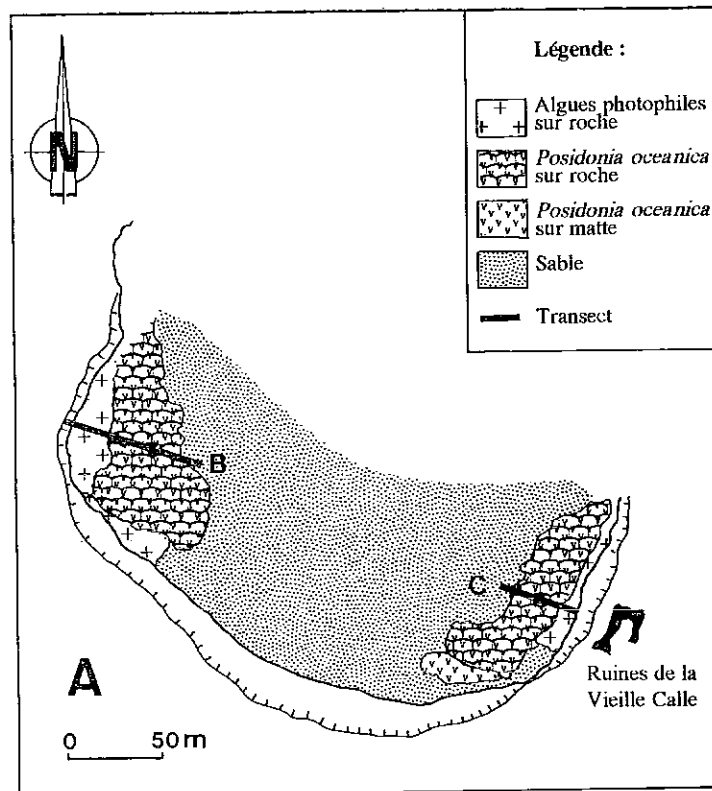 Légende :
Algues photophiles
sur roche
Posidonia oceanica
sur roche
Posidonia oceanica
sur matte
Sable
Transect
N
B
C
A
Ruines de la
Vieille Calle
0 50 m